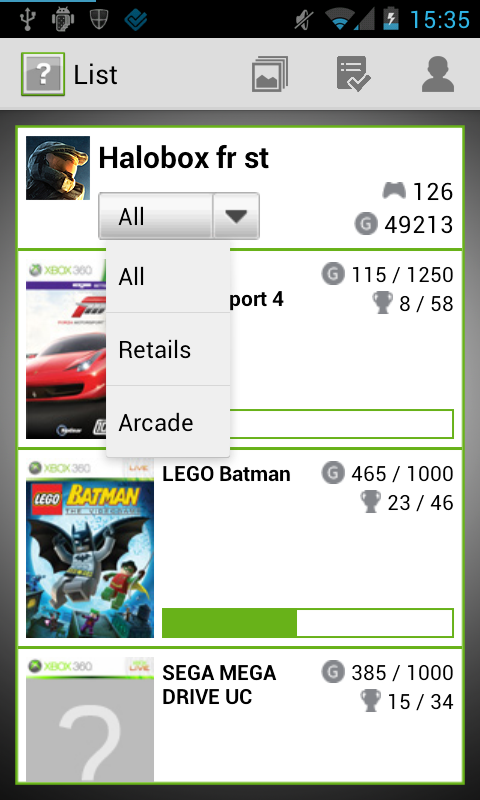 15:35
List
Halobox fr st
126
All
G 49213
All
Retails
Arcade
XBOX 360
port 4
G 115 / 1250
8 / 58
XBOX 360 LIVE
LEGO BATMAN
THE VIDEOGAME
LEGO Batman
G 465 / 1000
23 / 46
XBOX 360 LIVE
SEGA MEGA
DRIVE UC
G 385 / 1000
15 / 34